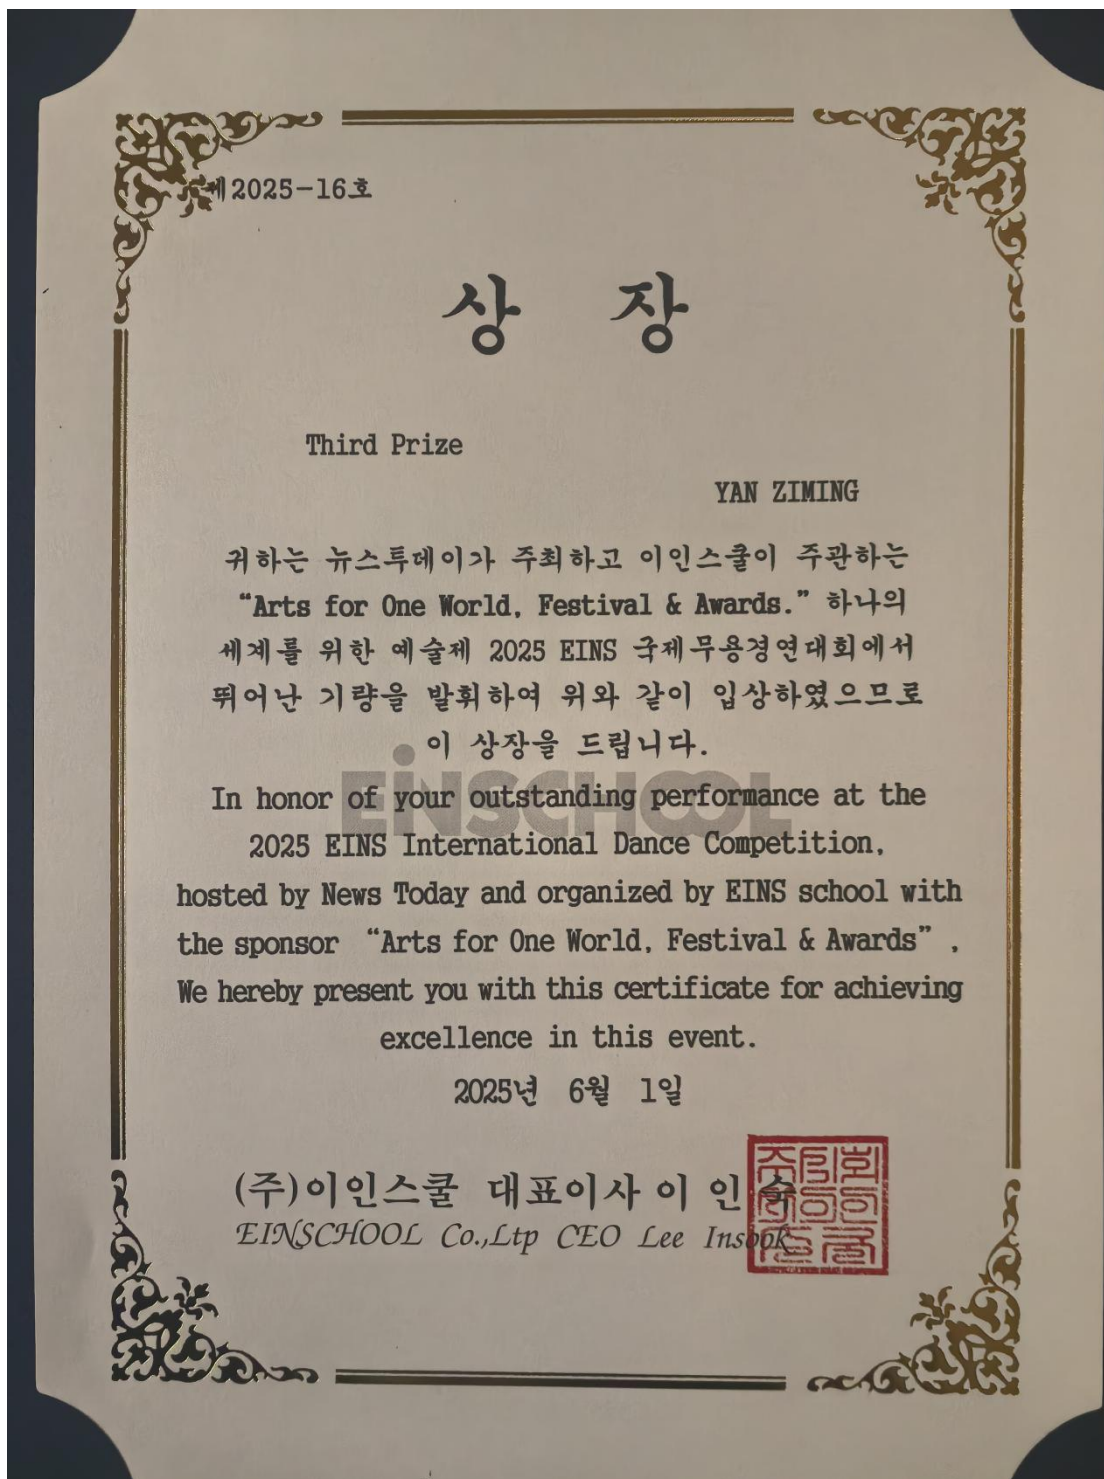 제2025-16호
상 장
Third Prize
YAN ZIMING
귀하는 뉴스투데이가 주최하고 이인스쿨이 주관하는
“Arts for One World, Festival & Awards.” 하나의
세계를 위한 예술제 2025 EINS 국제무용경연대회에서
뛰어난 기량을 발휘하여 위와 같이 입상하였으므로
이 상장을 드립니다.
EiNSCHOOL
In honor of your outstanding performance at the
2025 EINS International Dance Competition,
hosted by News Today and organized by EINS school with
the sponsor “Arts for One World, Festival & Awards” ,
We hereby present you with this certificate for achieving
excellence in this event.
2025년 6월 1일
(주)이인스쿨 대표이사 이 인 숙
EINSCHOOL Co.,Ltp CEO Lee Insook